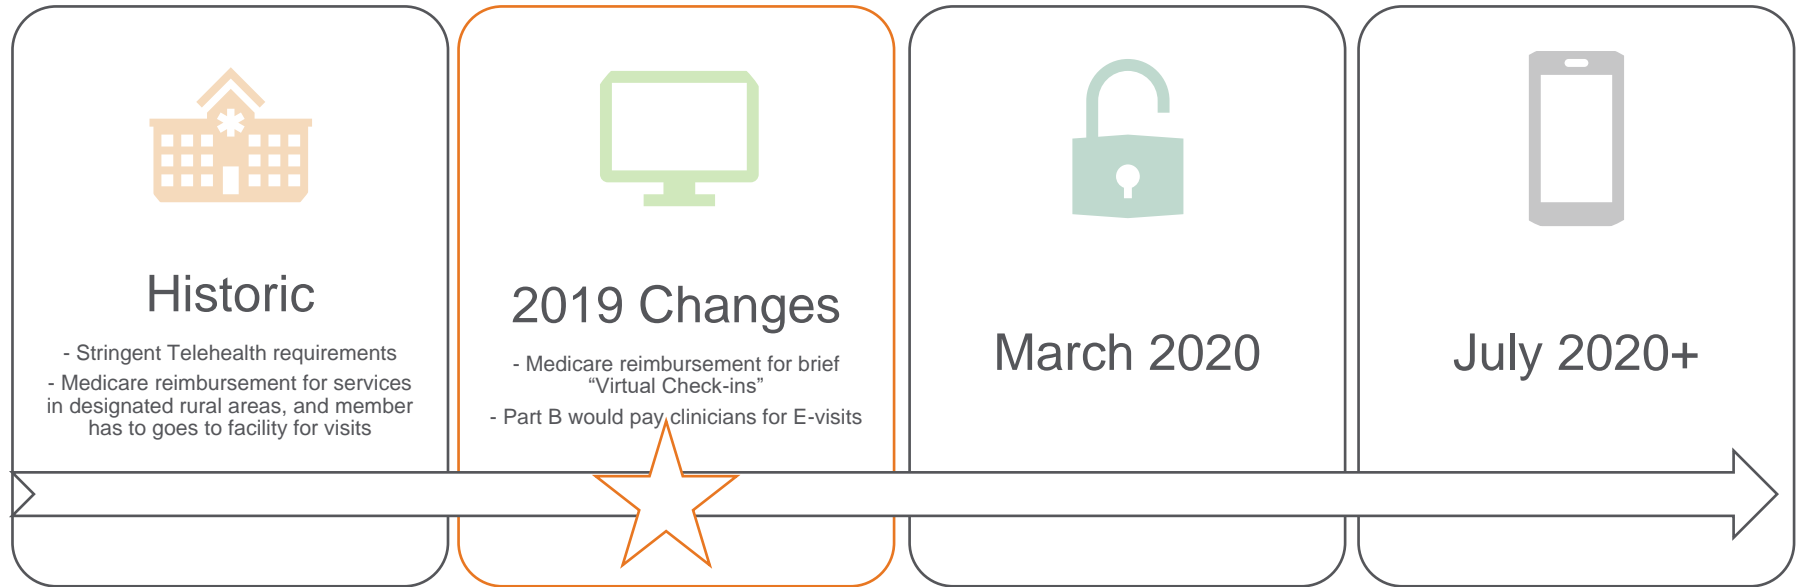 Historic
- Stringent Telehealth requirements
- Medicare reimbursement for services
in designated rural areas, and member
has to goes to facility for visits
2019 Changes
- Medicare reimbursement for brief
“Virtual Check-ins”
- Part B would pay clinicians for E-visits
March 2020
July 2020+